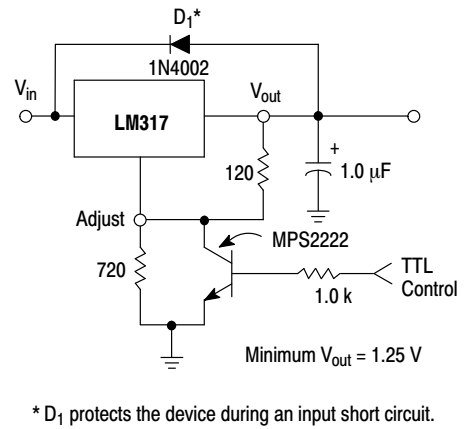 D1*
1N4002
Vin
Vout
LM317
+
1.0 μF
120
Adjust
MPS2222
720
TTL
Control
1.0 k
Minimum Vout = 1.25 V
* D1 protects the device during an input short circuit.